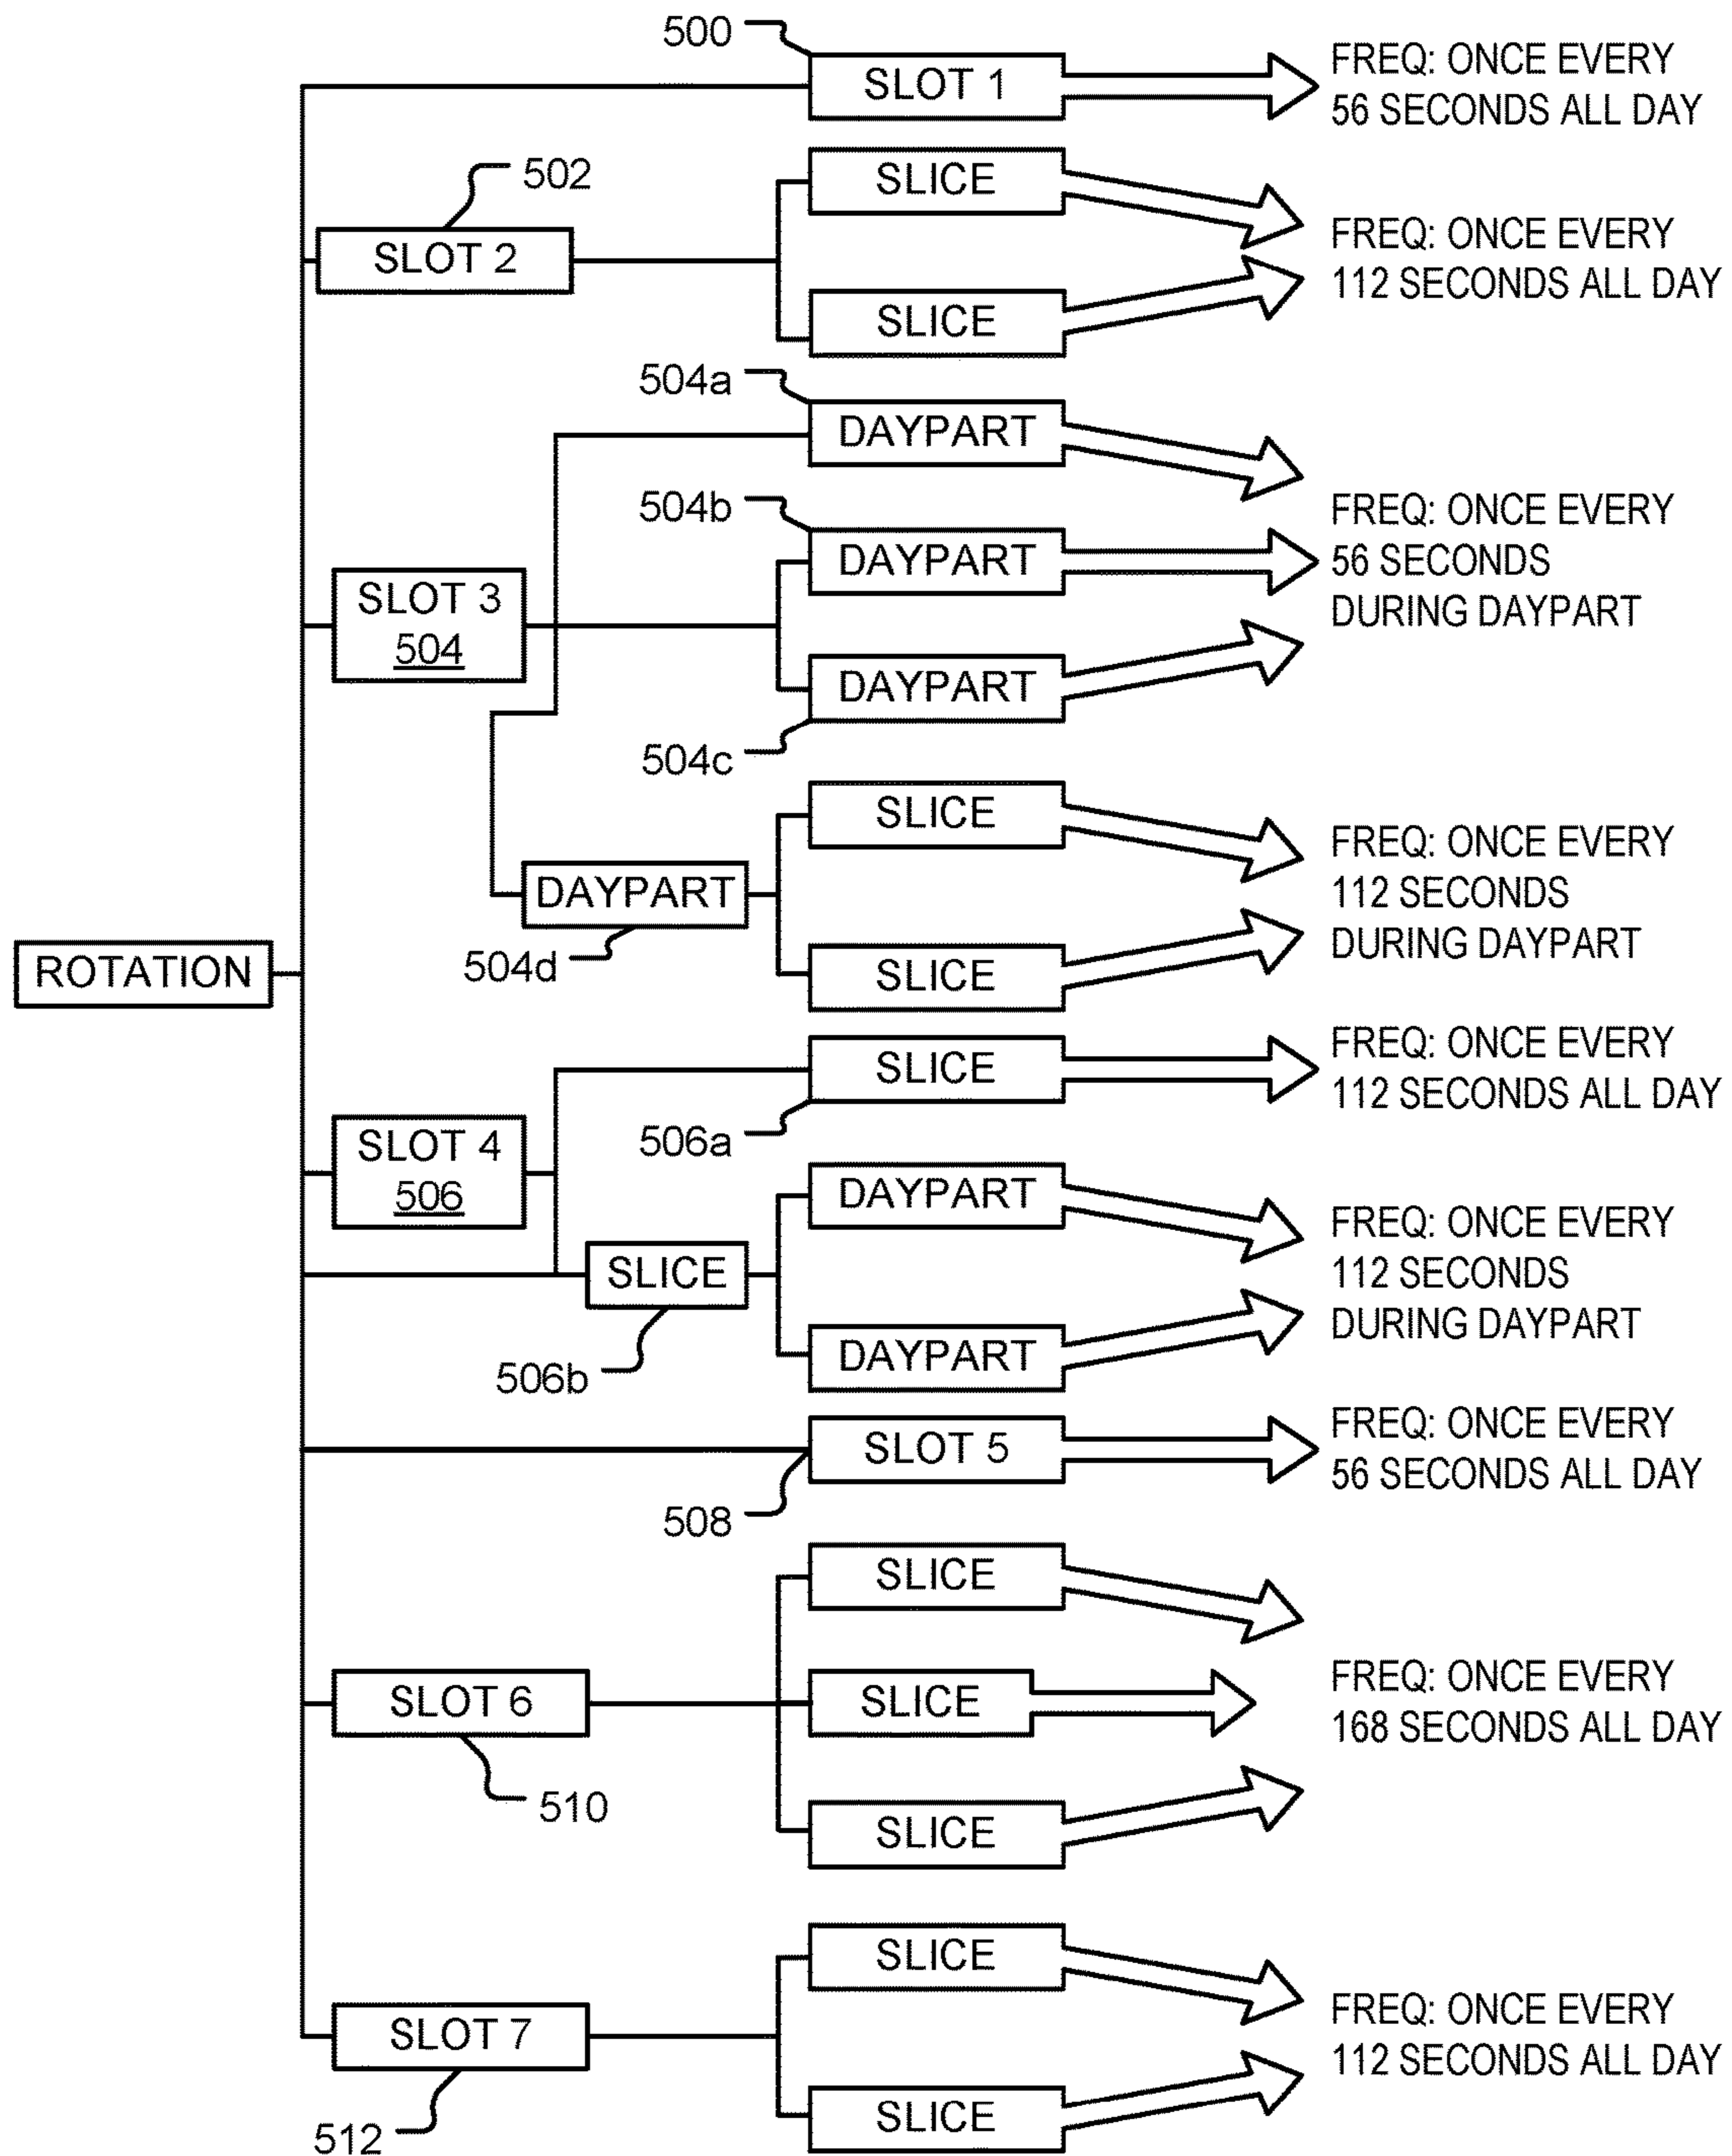 500
SLOT 1
FREQ: ONCE EVERY
56 SECONDS ALL DAY
502
SLOT 2
SLICE
SLICE
FREQ: ONCE EVERY
112 SECONDS ALL DAY
504a
DAYPART
504b
DAYPART
SLOT 3
504
DAYPART
504c
FREQ: ONCE EVERY
56 SECONDS
DURING DAYPART
SLICE
DAYPART
504d
SLICE
FREQ: ONCE EVERY
112 SECONDS
DURING DAYPART
ROTATION
SLICE
506a
FREQ: ONCE EVERY
112 SECONDS ALL DAY
SLOT 4
506
DAYPART
SLICE
506b
DAYPART
FREQ: ONCE EVERY
112 SECONDS
DURING DAYPART
SLOT 5
508
FREQ: ONCE EVERY
56 SECONDS ALL DAY
SLICE
SLOT 6
510
SLICE
SLICE
FREQ: ONCE EVERY
168 SECONDS ALL DAY
SLICE
SLOT 7
512
SLICE
FREQ: ONCE EVERY
112 SECONDS ALL DAY